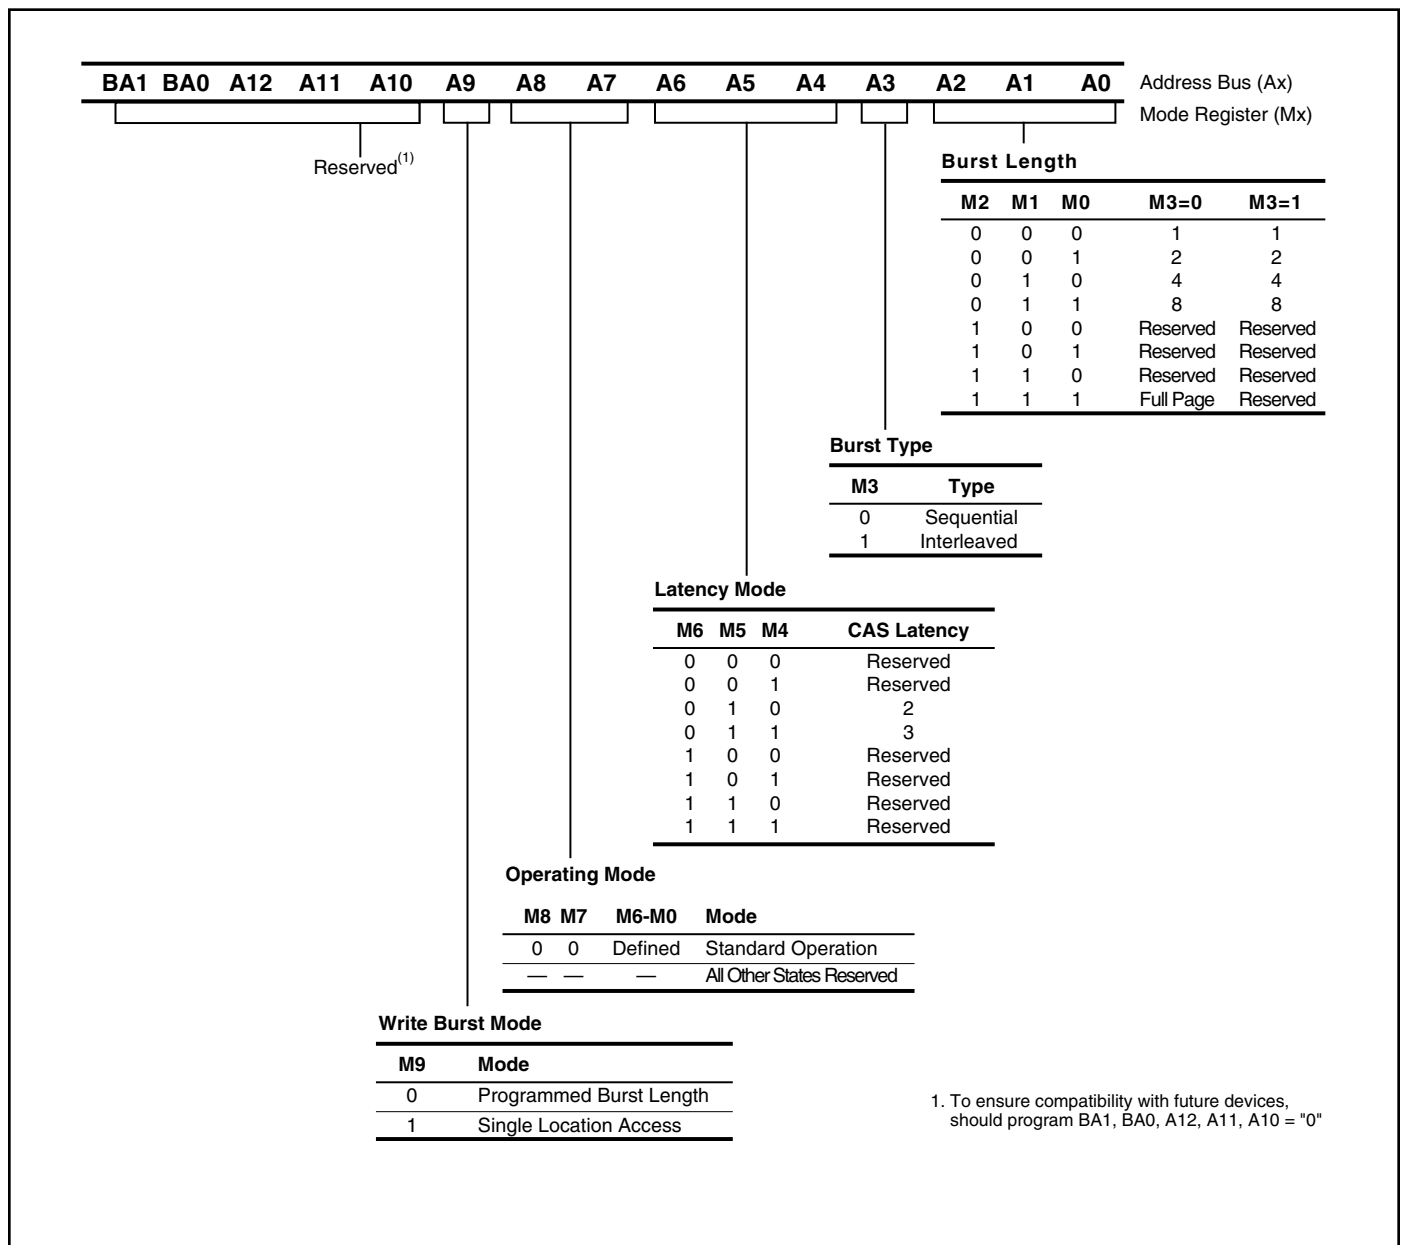 BA1 BA0 A12 A11 A10 A9 A8 A7 A6 A5 A4 A3 A2 A1 A0 Address Bus (Ax)
Mode Register (Mx)
Reserved(1)
Burst Length
M2 M1 M0 M3=0 M3=1
0 0 0 1 1
0 0 1 2 2
0 1 0 4 4
0 1 1 8 8
1 0 0 Reserved Reserved
1 0 1 Reserved Reserved
1 1 0 Reserved Reserved
1 1 1 Full Page Reserved
Burst Type
M3 Type
0 Sequential
1 Interleaved
Latency Mode
M6 M5 M4 CAS Latency
0 0 0 Reserved
0 0 1 Reserved
0 1 0 2
0 1 1 3
1 0 0 Reserved
1 0 1 Reserved
1 1 0 Reserved
1 1 1 Reserved
Operating Mode
M8 M7 M6-M0 Mode
0 0 Defined Standard Operation
— — — All Other States Reserved
Write Burst Mode
M9 Mode
0 Programmed Burst Length
1 Single Location Access
1. To ensure compatibility with future devices,
should program BA1, BA0, A12, A11, A10 = "0"